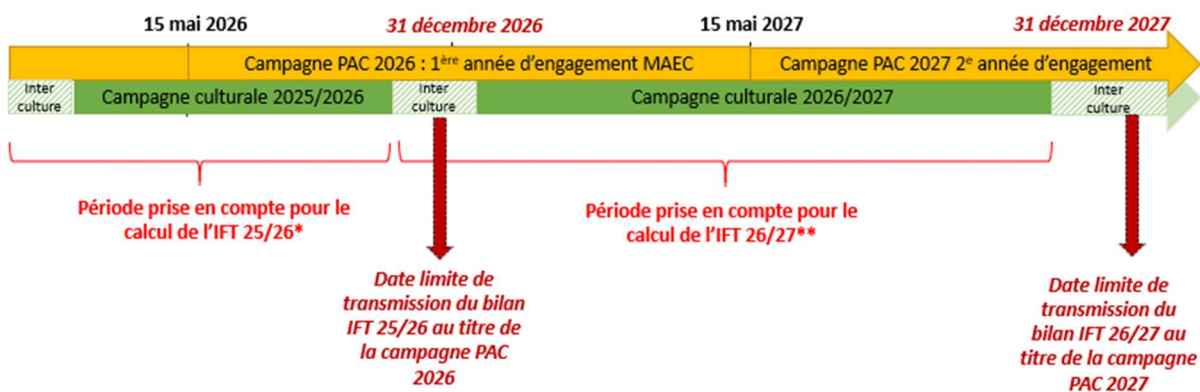 15 mai 2026
31 décembre 2026
15 mai 2027
31 décembre 2027
Campagne PAC 2026 : 1ère année d'engagement MAEC
Campagne PAC 2027 2e année d'engagement
Inter
culture
Campagne culturale 2025/2026
Inter
culture
Campagne culturale 2026/2027
Inter
culture
Période prise en compte pour le
calcul de l'IFT 25/26*
Période prise en compte pour le
calcul de l'IFT 26/27**
Date limite de
transmission du bilan
IFT 25/26 au titre de
la campagne PAC
2026
Date limite de
transmission du
bilan IFT 26/27 au
titre de la campagne
PAC 2027